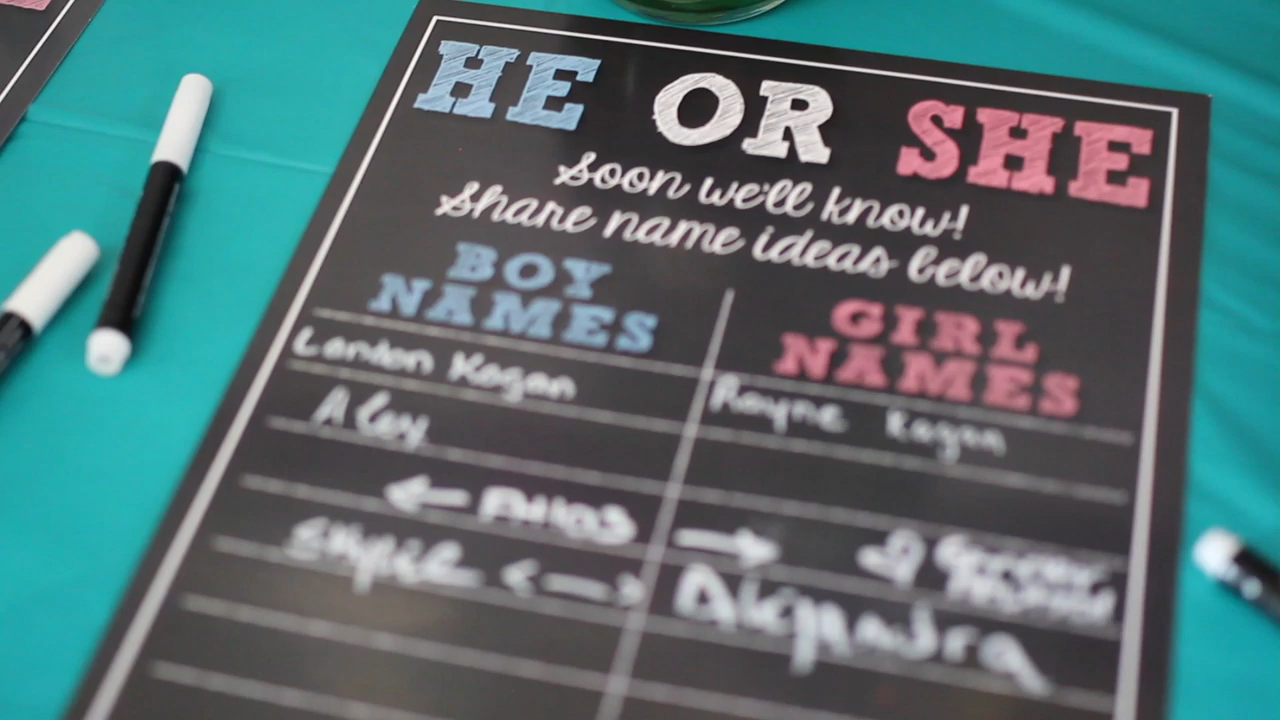 HE OR SHE
Soon we'll know!
Share name ideas below!
BOY NAMES
GIRL NAMES
Landon Kagan
Rayne Kagan
Alex
Alejandra